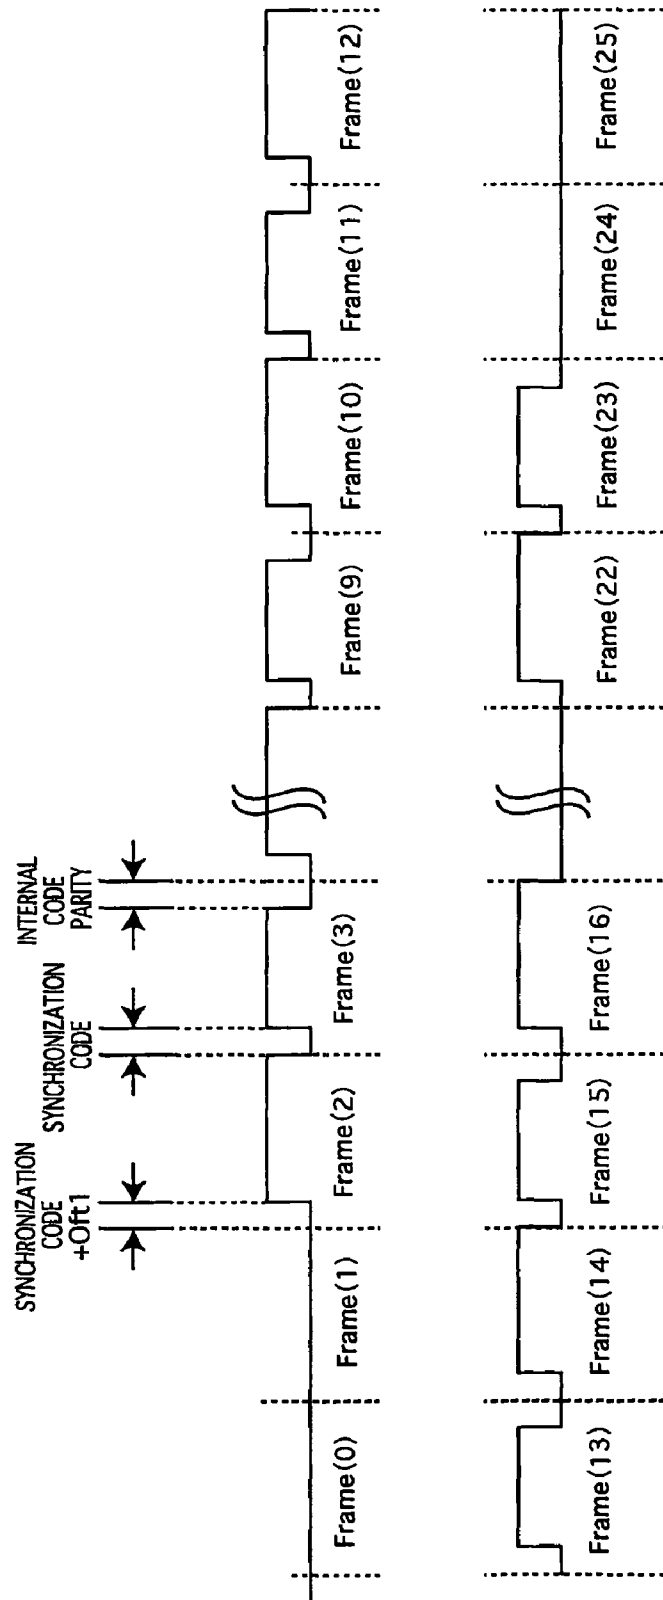 SYNCHRONIZATION
CODE
+Oft1
SYNCHRONIZATION
CODE
INTERNAL
CODE
PARITY
Frame(0)
Frame(1)
Frame(2)
Frame(3)
Frame(9)
Frame(10)
Frame(11)
Frame(12)
Frame(13)
Frame(14)
Frame(15)
Frame(16)
Frame(22)
Frame(23)
Frame(24)
Frame(25)